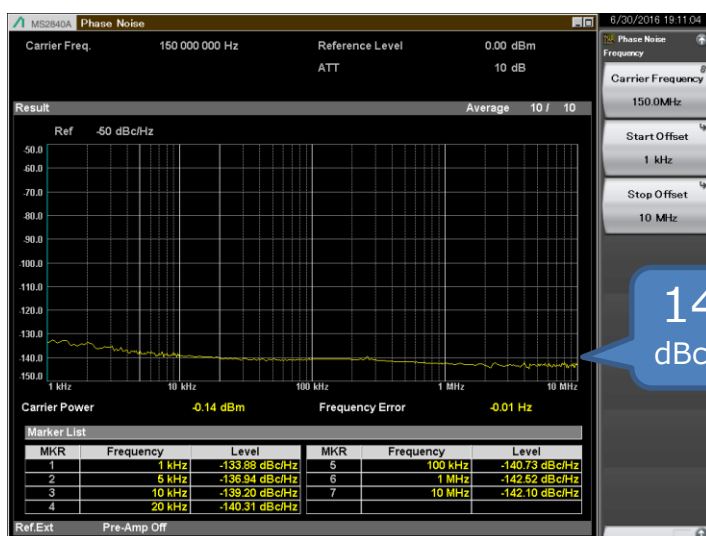 MS2840A Phase Noise
6/30/2016 19:11:04
Carrier Freq. 150 000 000 Hz Reference Level 0.00 dBm
ATT 10 dB
Result Average 10 / 10
Ref -50 dBc/Hz
-50.0
-60.0
-70.0
-80.0
-90.0
-100.0
-110.0
-120.0
-130.0
-140.0
-150.0
1 kHz 10 kHz 100 kHz 1 MHz 10 MHz
Carrier Power -0.14 dBm Frequency Error -0.01 Hz
Marker List
MKR Frequency Level MKR Frequency Level
1 1 kHz -133.88 dBc/Hz 5 100 kHz -140.73 dBc/Hz
2 5 kHz -136.94 dBc/Hz 6 1 MHz -142.52 dBc/Hz
3 10 kHz -139.20 dBc/Hz 7 10 MHz -142.10 dBc/Hz
4 20 kHz -140.31 dBc/Hz
Ref.Ext Pre-Amp Off
Phase Noise
Frequency
Carrier Frequency
150.0MHz
Start Offset
1 kHz
Stop Offset
10 MHz
14
dBc